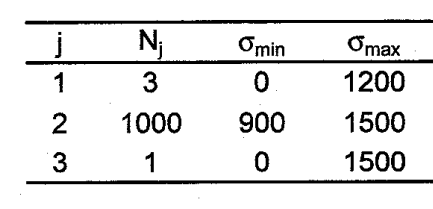 j N_j σ_min σ_max
1 3 0 1200
2 1000 900 1500
3 1 0 1500